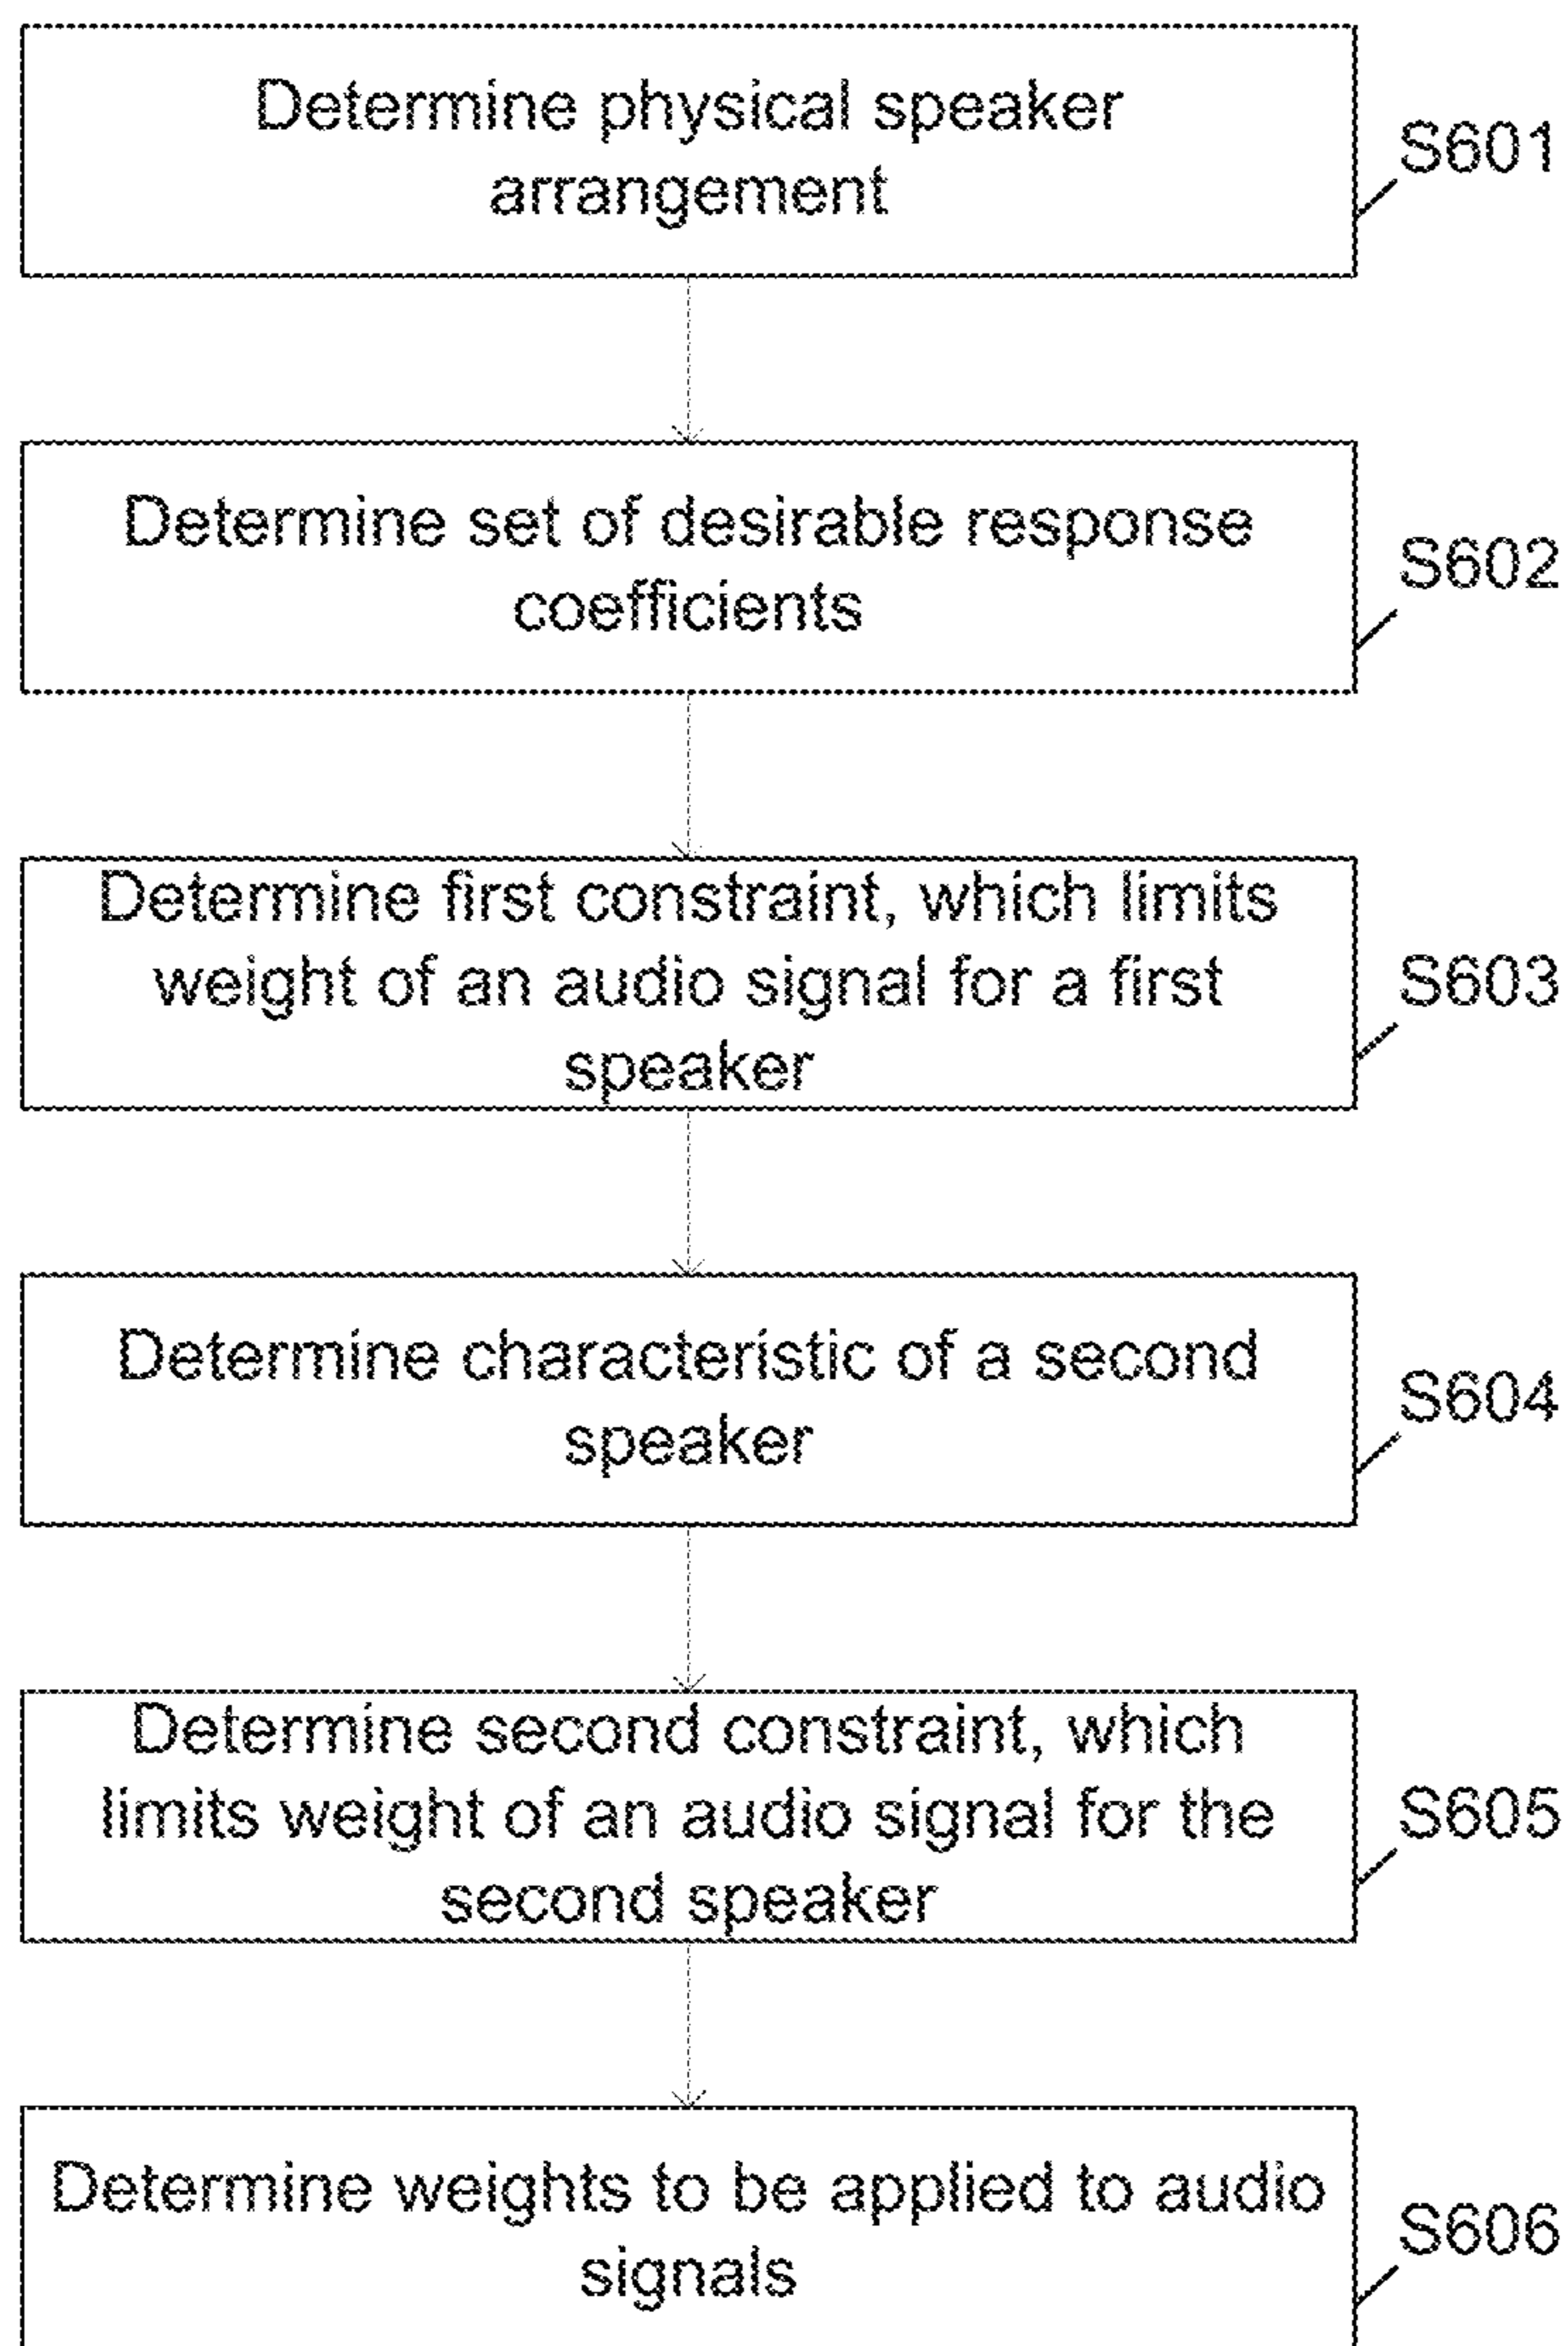 Determine physical speaker
arrangement
S601
Determine set of desirable response
coefficients
S602
Determine first constraint, which limits
weight of an audio signal for a first
speaker
S603
Determine characteristic of a second
speaker
S604
Determine second constraint, which
limits weight of an audio signal for the
second speaker
S605
Determine weights to be applied to audio
signals
S606